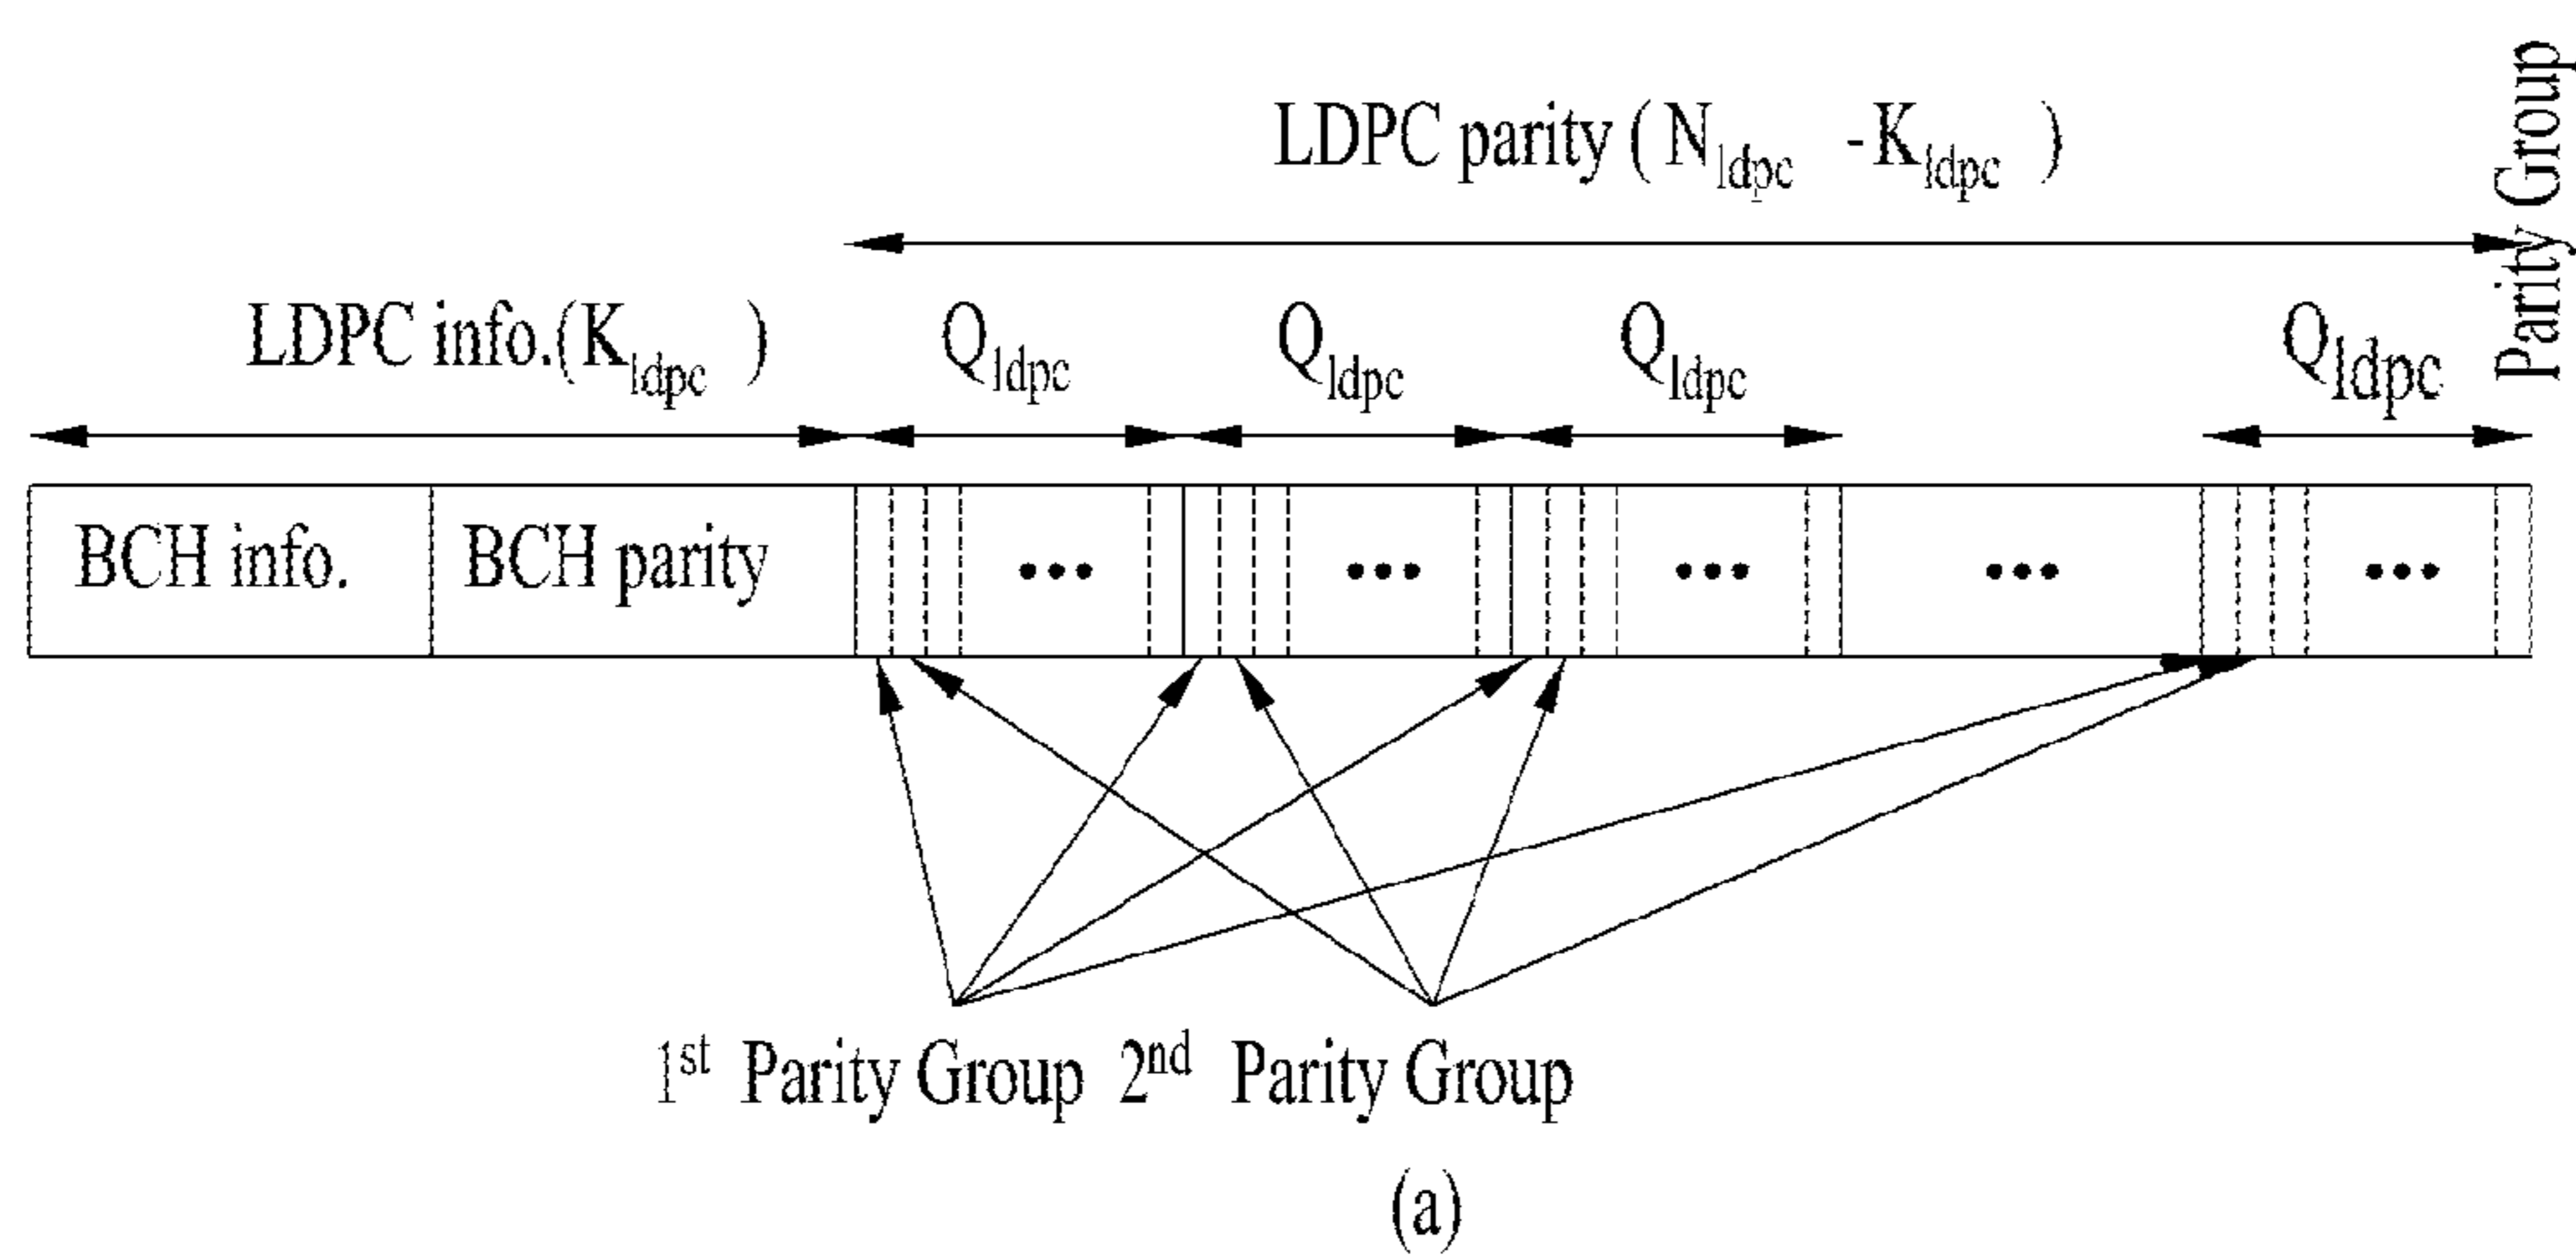 Parity Group
LDPC parity ( N_ldpc - K_ldpc )
LDPC info.( K_ldpc ) Q_ldpc Q_ldpc Q_ldpc Q_ldpc
BCH info. BCH parity ••• ••• ••• ••• •••
1st Parity Group 2nd Parity Group
(a)